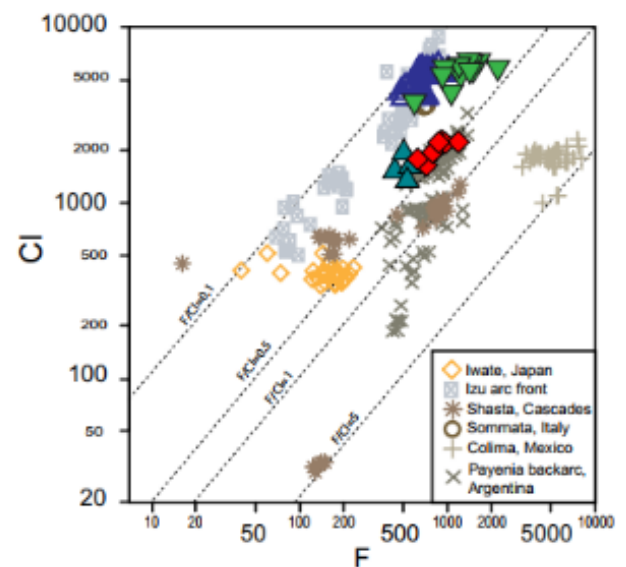 10000
5000
2000
1000
500
200
100
50
20
Cl
F/Cl=0.1
F/Cl=0.5
F/Cl=1
F/Cl=5
Iwate, Japan
Izu arc front
Shasta, Cascades
Sommata, Italy
Colima, Mexico
Payenia backarc,
Argentina
10 20 50 100 200 500 1000 2000 5000 10000
F